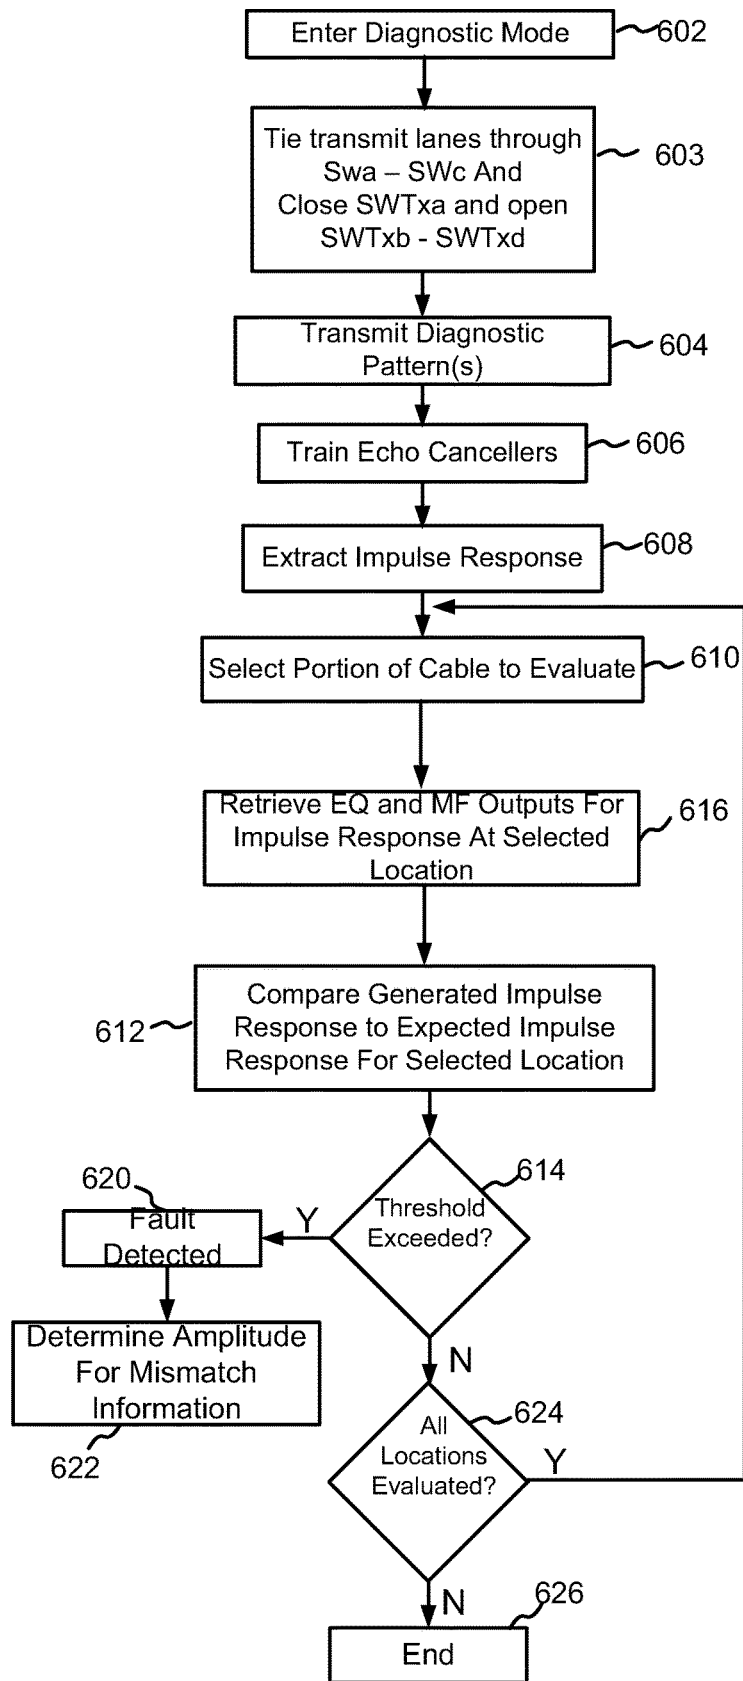 Enter Diagnostic Mode
602
Tie transmit lanes through
Swa – SWc And
Close SWTxa and open
SWTxb - SWTxd
603
Transmit Diagnostic
Pattern(s)
604
Train Echo Cancellers
606
Extract Impulse Response
608
Select Portion of Cable to Evaluate
610
Retrieve EQ and MF Outputs For
Impulse Response At Selected
Location
616
Compare Generated Impulse
Response to Expected Impulse
Response For Selected Location
612
Threshold
Exceeded?
614
Y
620
Fault
Detected
Determine Amplitude
For Mismatch
Information
622
N
All
Locations
Evaluated?
624
Y
N
626
End